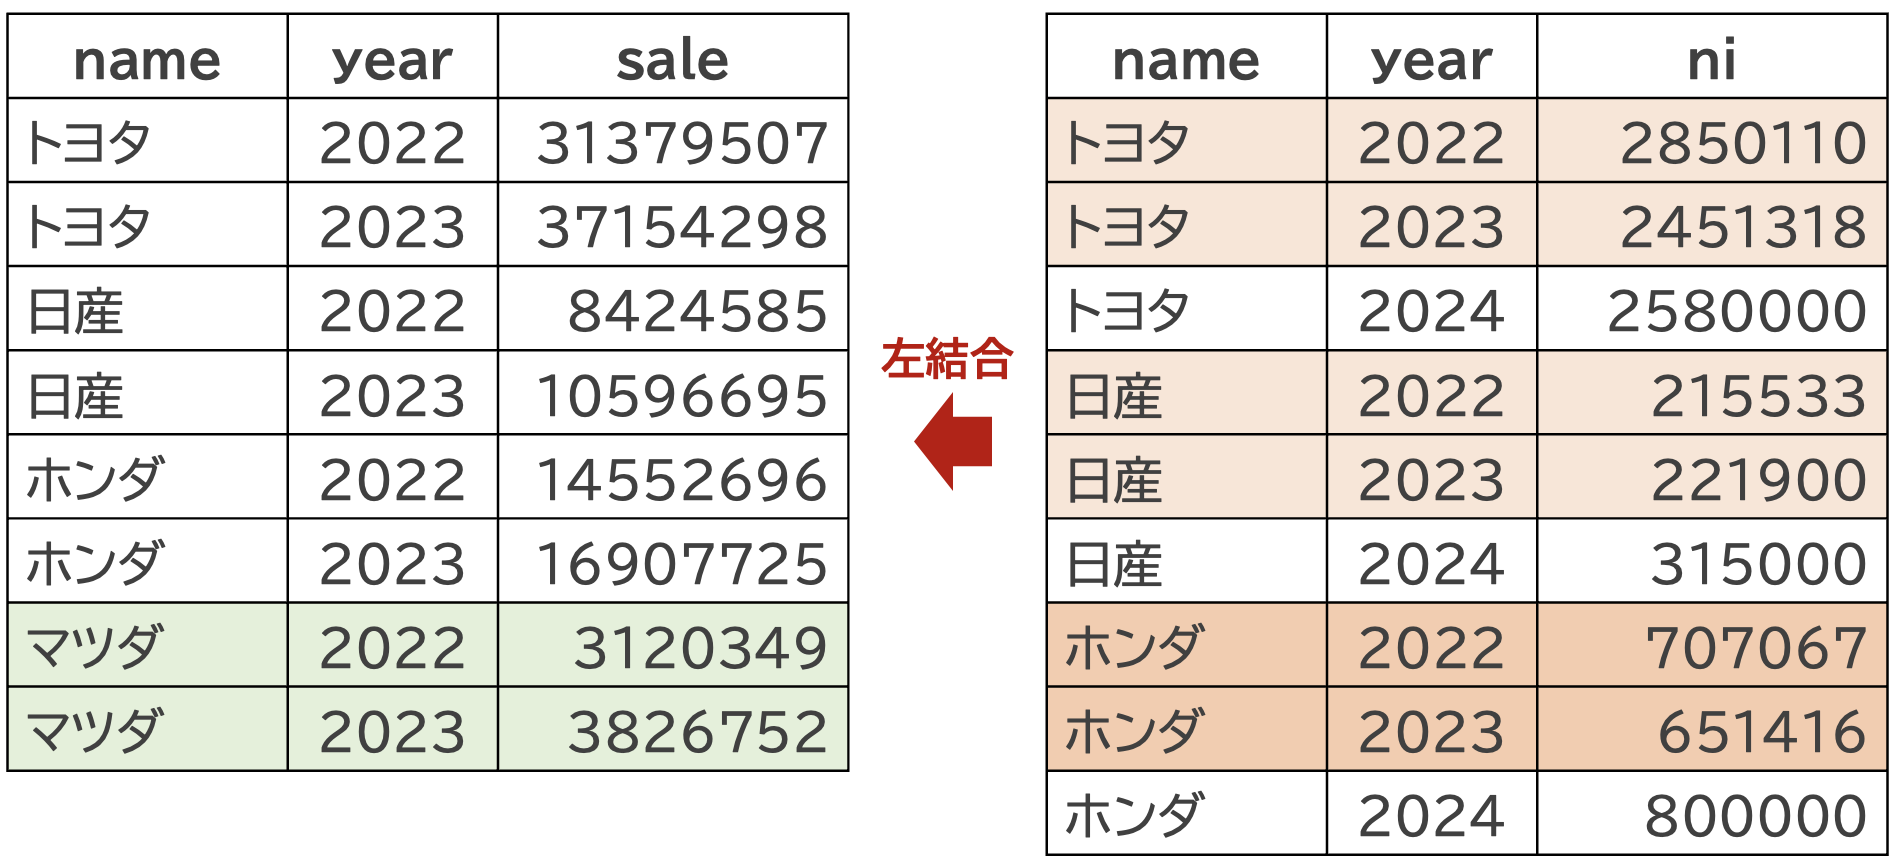 name year sale
トヨタ 2022 31379507
トヨタ 2023 37154298
日産 2022 8424585
日産 2023 10596695
ホンダ 2022 14552696
ホンダ 2023 16907725
マツダ 2022 3120349
マツダ 2023 3826752
左結合
name year ni
トヨタ 2022 2850110
トヨタ 2023 2451318
トヨタ 2024 2580000
日産 2022 215533
日産 2023 221900
日産 2024 315000
ホンダ 2022 707067
ホンダ 2023 651416
ホンダ 2024 800000